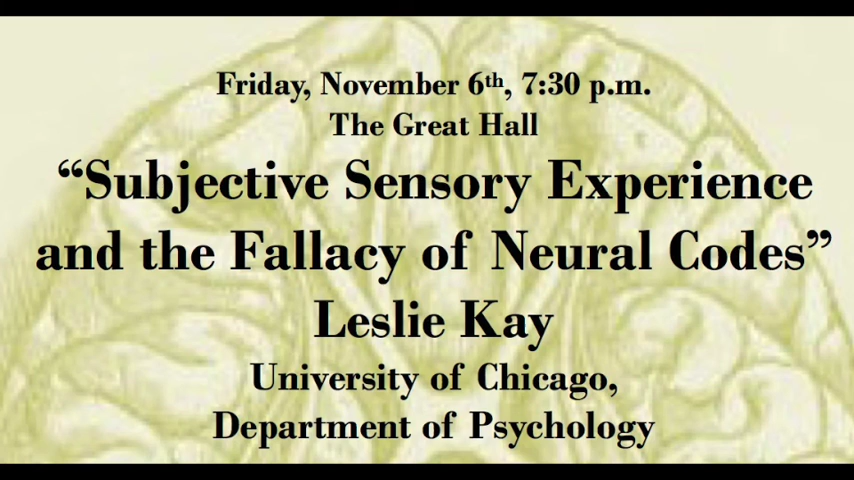 Friday, November 6th, 7:30 p.m.
The Great Hall
“Subjective Sensory Experience
and the Fallacy of Neural Codes”
Leslie Kay
University of Chicago,
Department of Psychology